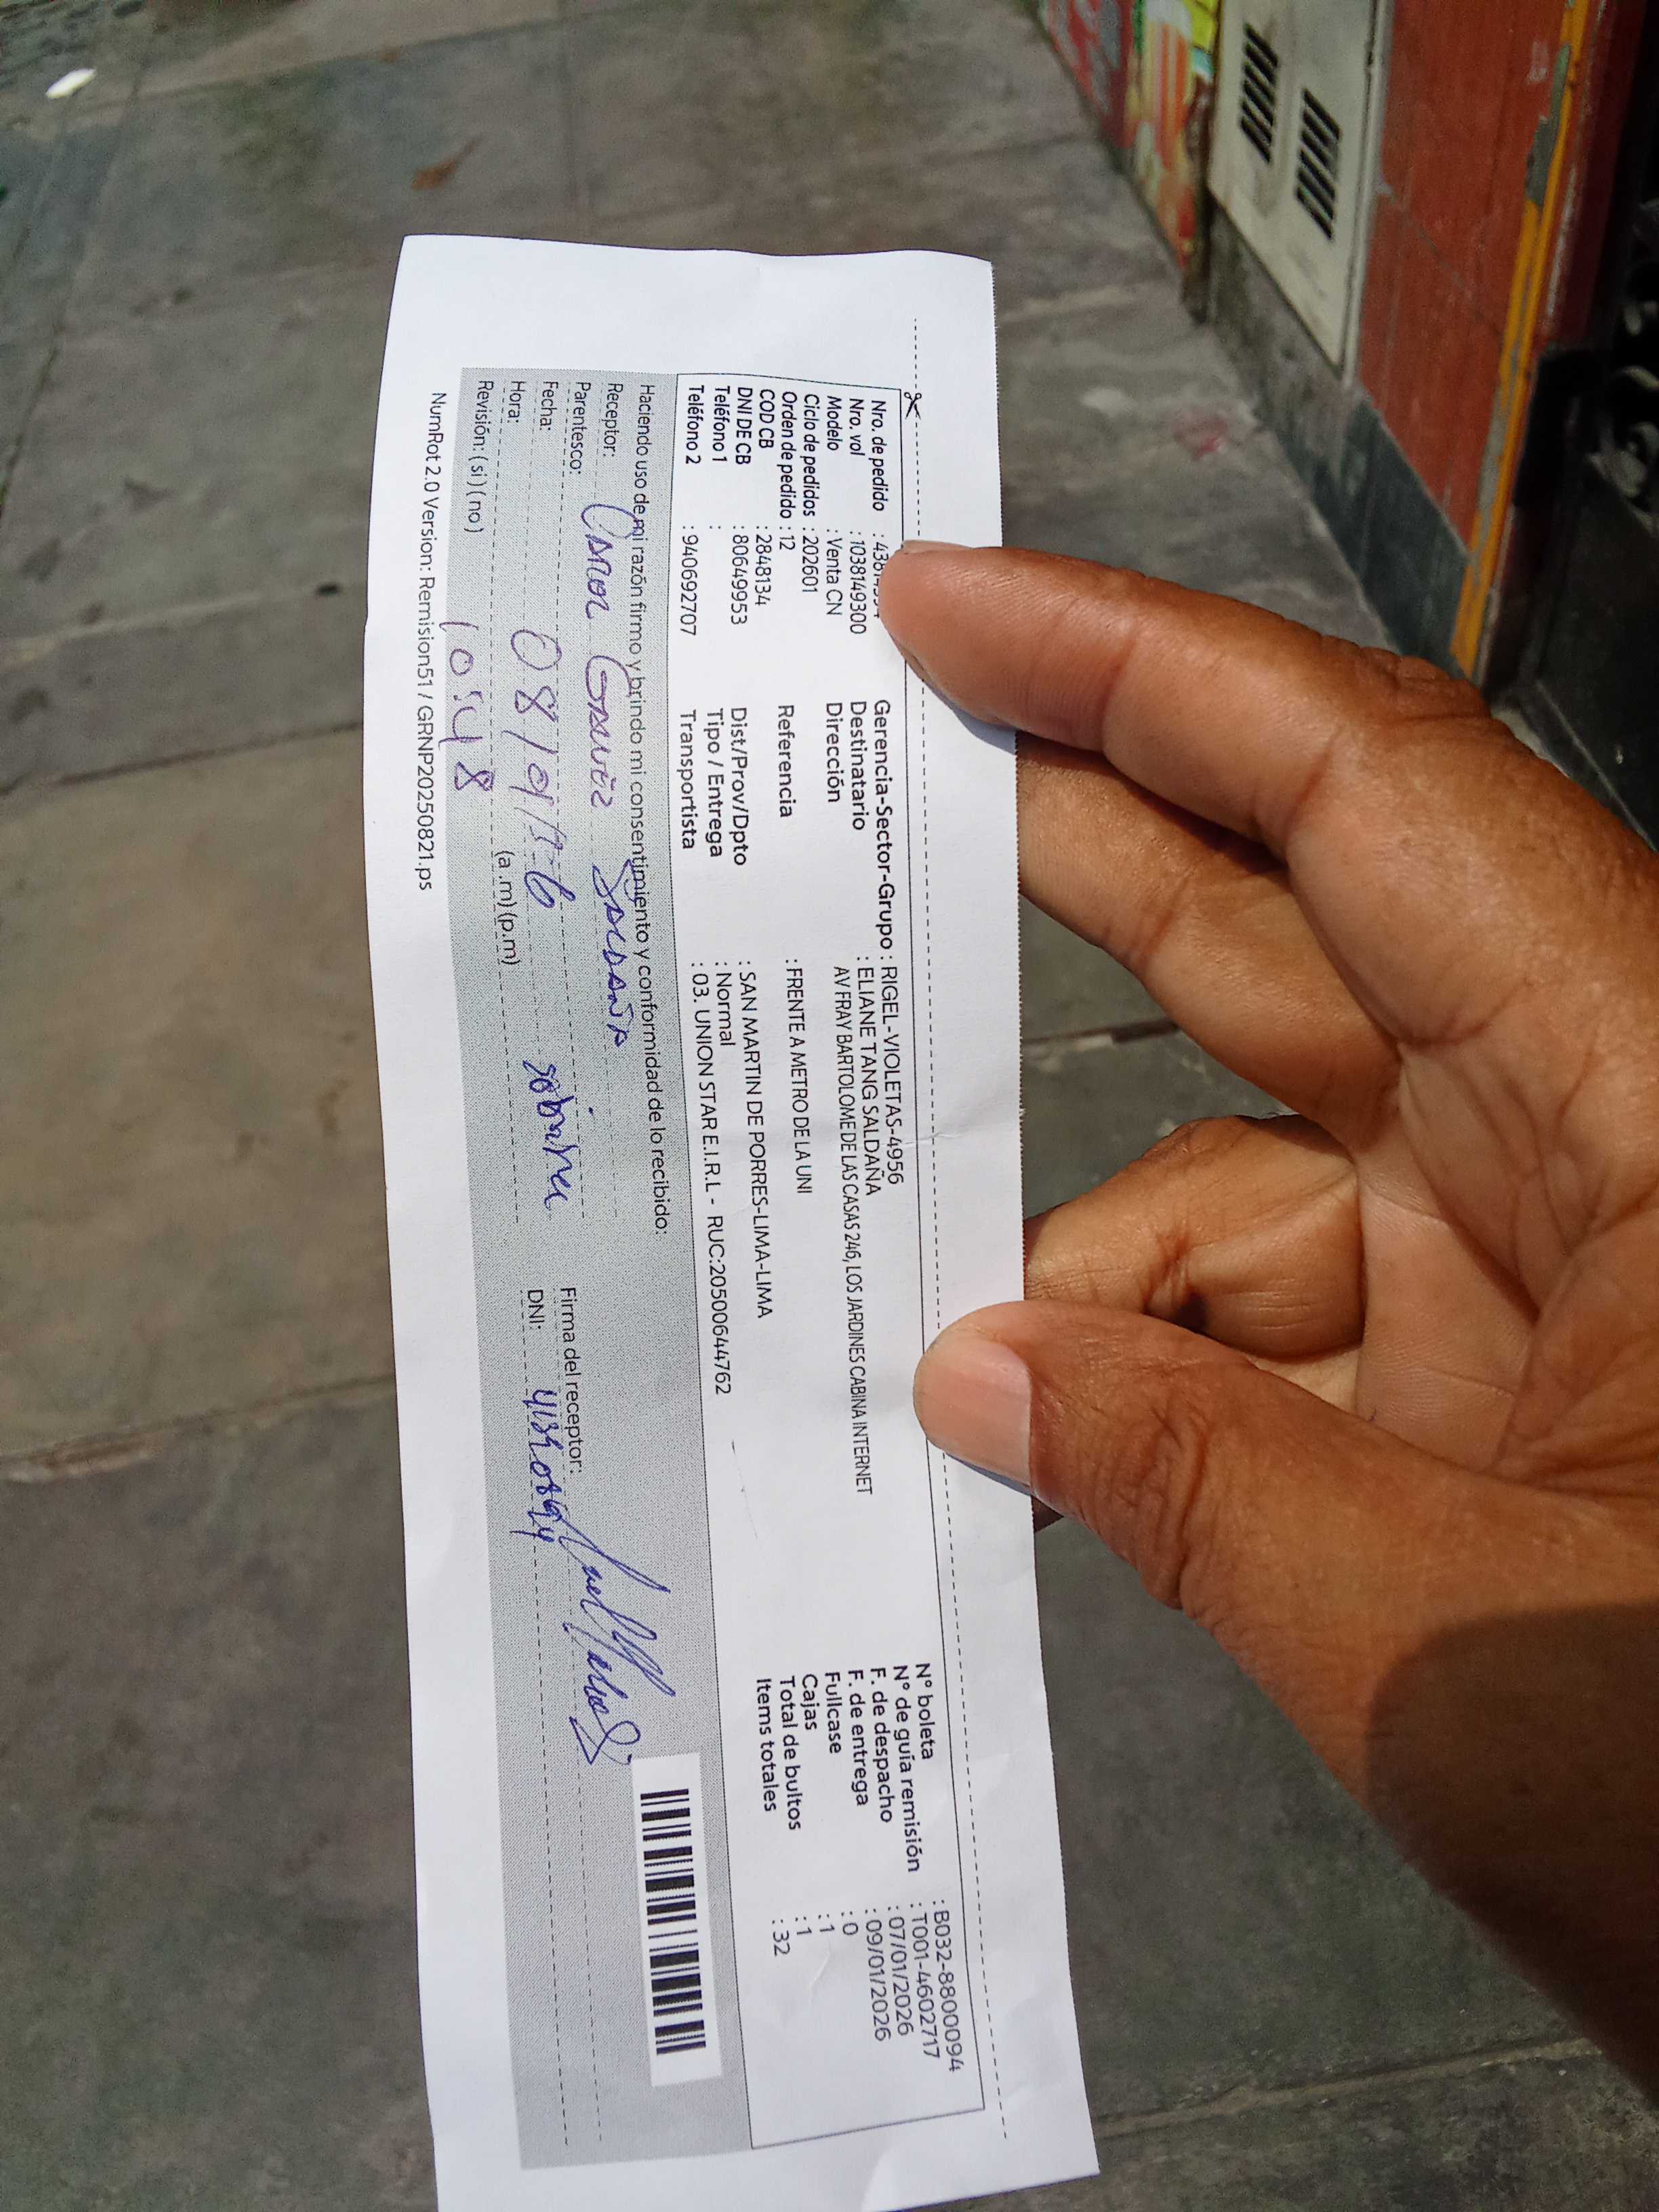 Nro. de pedido :
Nro. vol : 1038149300
Modelo : Venta CN
Ciclo de pedidos : 202601
Orden de pedido : 12
COD CB : 2848134
DNI DE CB : 80649953
Teléfono 1 :
Teléfono 2 : 940692707
Gerencia-Sector-Grupo : RIGEL-VIOLETAS-4956
Destinatario : ELIANE TANG SALDAÑA
Dirección AV FRAY BARTOLOME DE LAS CASAS 246, LOS JARDINES CABINA INTERNET
Referencia : FRENTE A METRO DE LA UNI
Dist/Prov/Dpto : SAN MARTIN DE PORRES-LIMA-LIMA
Tipo / Entrega : Normal
Transportista : 03. UNION STAR E.I.R.L - RUC:20500644762
N° boleta : B032-8800094
N° de guía remisión : T001-4602717
F. de despacho : 07/01/2026
F. de entrega : 09/01/2026
Fullcase : 0
Cajas : 1
Total de bultos : 1
Items totales : 32
Haciendo uso de mi razón firmo y brindo mi consentimiento y conformidad de lo recibido:
Receptor: Saldaña
Parentesco:
Fecha: 08/01/26
Hora: 10:48 (a.m) (p.m)
Revisión: (si) (no)
Firma del receptor:
DNI:
NumRot 2.0 Version: Remision51 / GRNP20250821.ps